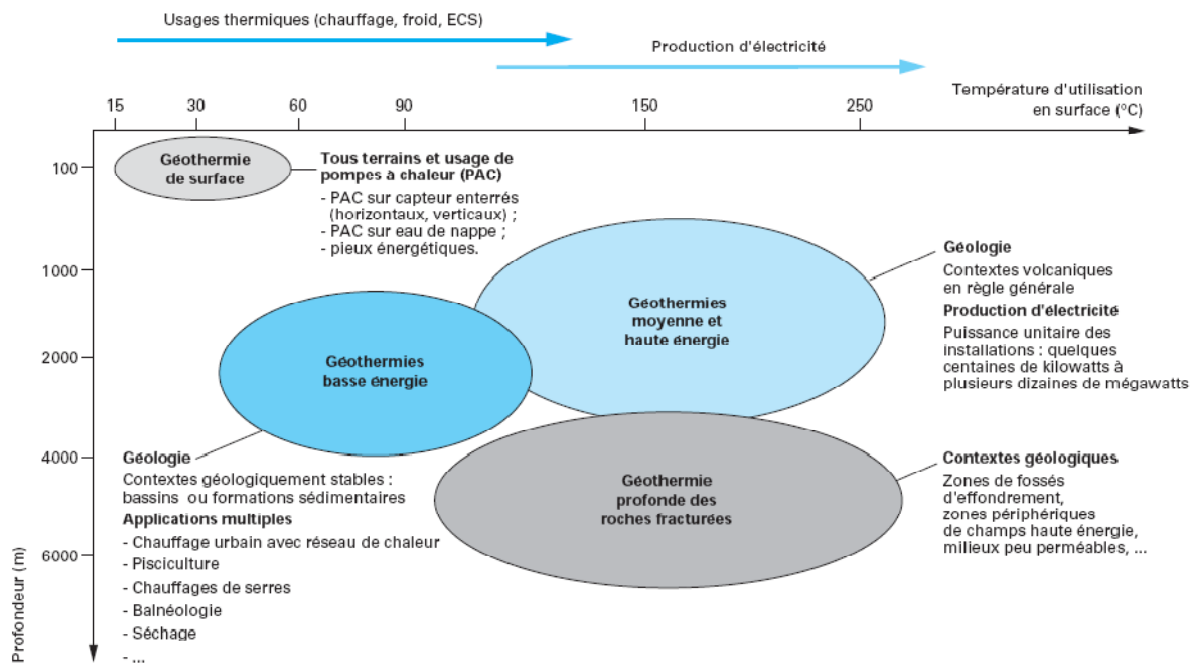 Usages thermiques (chauffage, froid, ECS)
Production d'électricité
Température d'utilisation
en surface (°C)
15 30 60 90 150 250
Profondeur (m)
100
1000
2000
4000
6000
Géothermie
de surface
Tous terrains et usage de
pompes à chaleur (PAC)
- PAC sur capteur enterrés
(horizontaux, verticaux) ;
- PAC sur eau de nappe ;
- pieux énergétiques.
Géothermies
moyenne et
haute énergie
Géologie
Contextes volcaniques
en règle générale
Production d'électricité
Puissance unitaire des
installations : quelques
centaines de kilowatts à
plusieurs dizaines de mégawatts
Géothermies
basse énergie
Géologie
Contextes géologiquement stables :
bassins ou formations sédimentaires
Applications multiples
- Chauffage urbain avec réseau de chaleur
- Pisciculture
- Chauffages de serres
- Balnéologie
- Séchage
- ...
Géothermie
profonde des
roches fracturées
Contextes géologiques
Zones de fossés
d'effondrement,
zones périphériques
de champs haute énergie,
milieux peu perméables, ...